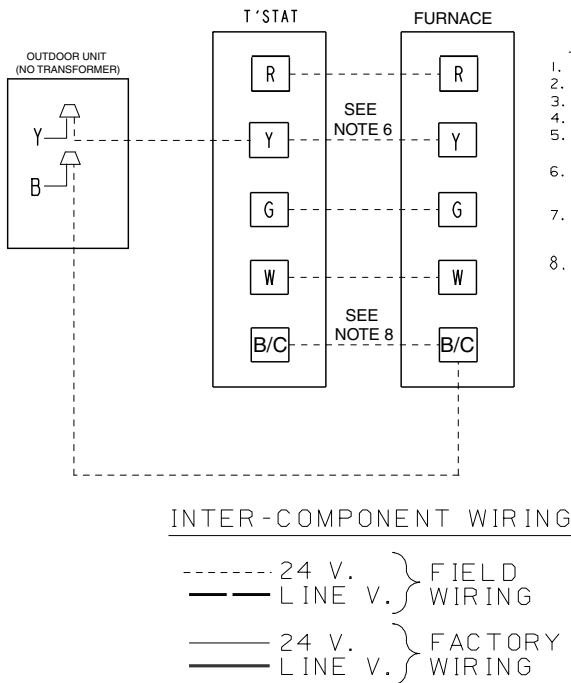 T'STAT
FURNACE
OUTDOOR UNIT
(NO TRANSFORMER)
R
R
1.
2.
3.
4.
5.
6.
7.
8.
SEE
NOTE 6
Y
Y
Y
B
G
G
W
W
SEE
NOTE 8
B/C
B/C
INTER-COMPONENT WIRING
24 V.
LINE V.
FIELD
WIRING
24 V.
LINE V.
FACTORY
WIRING